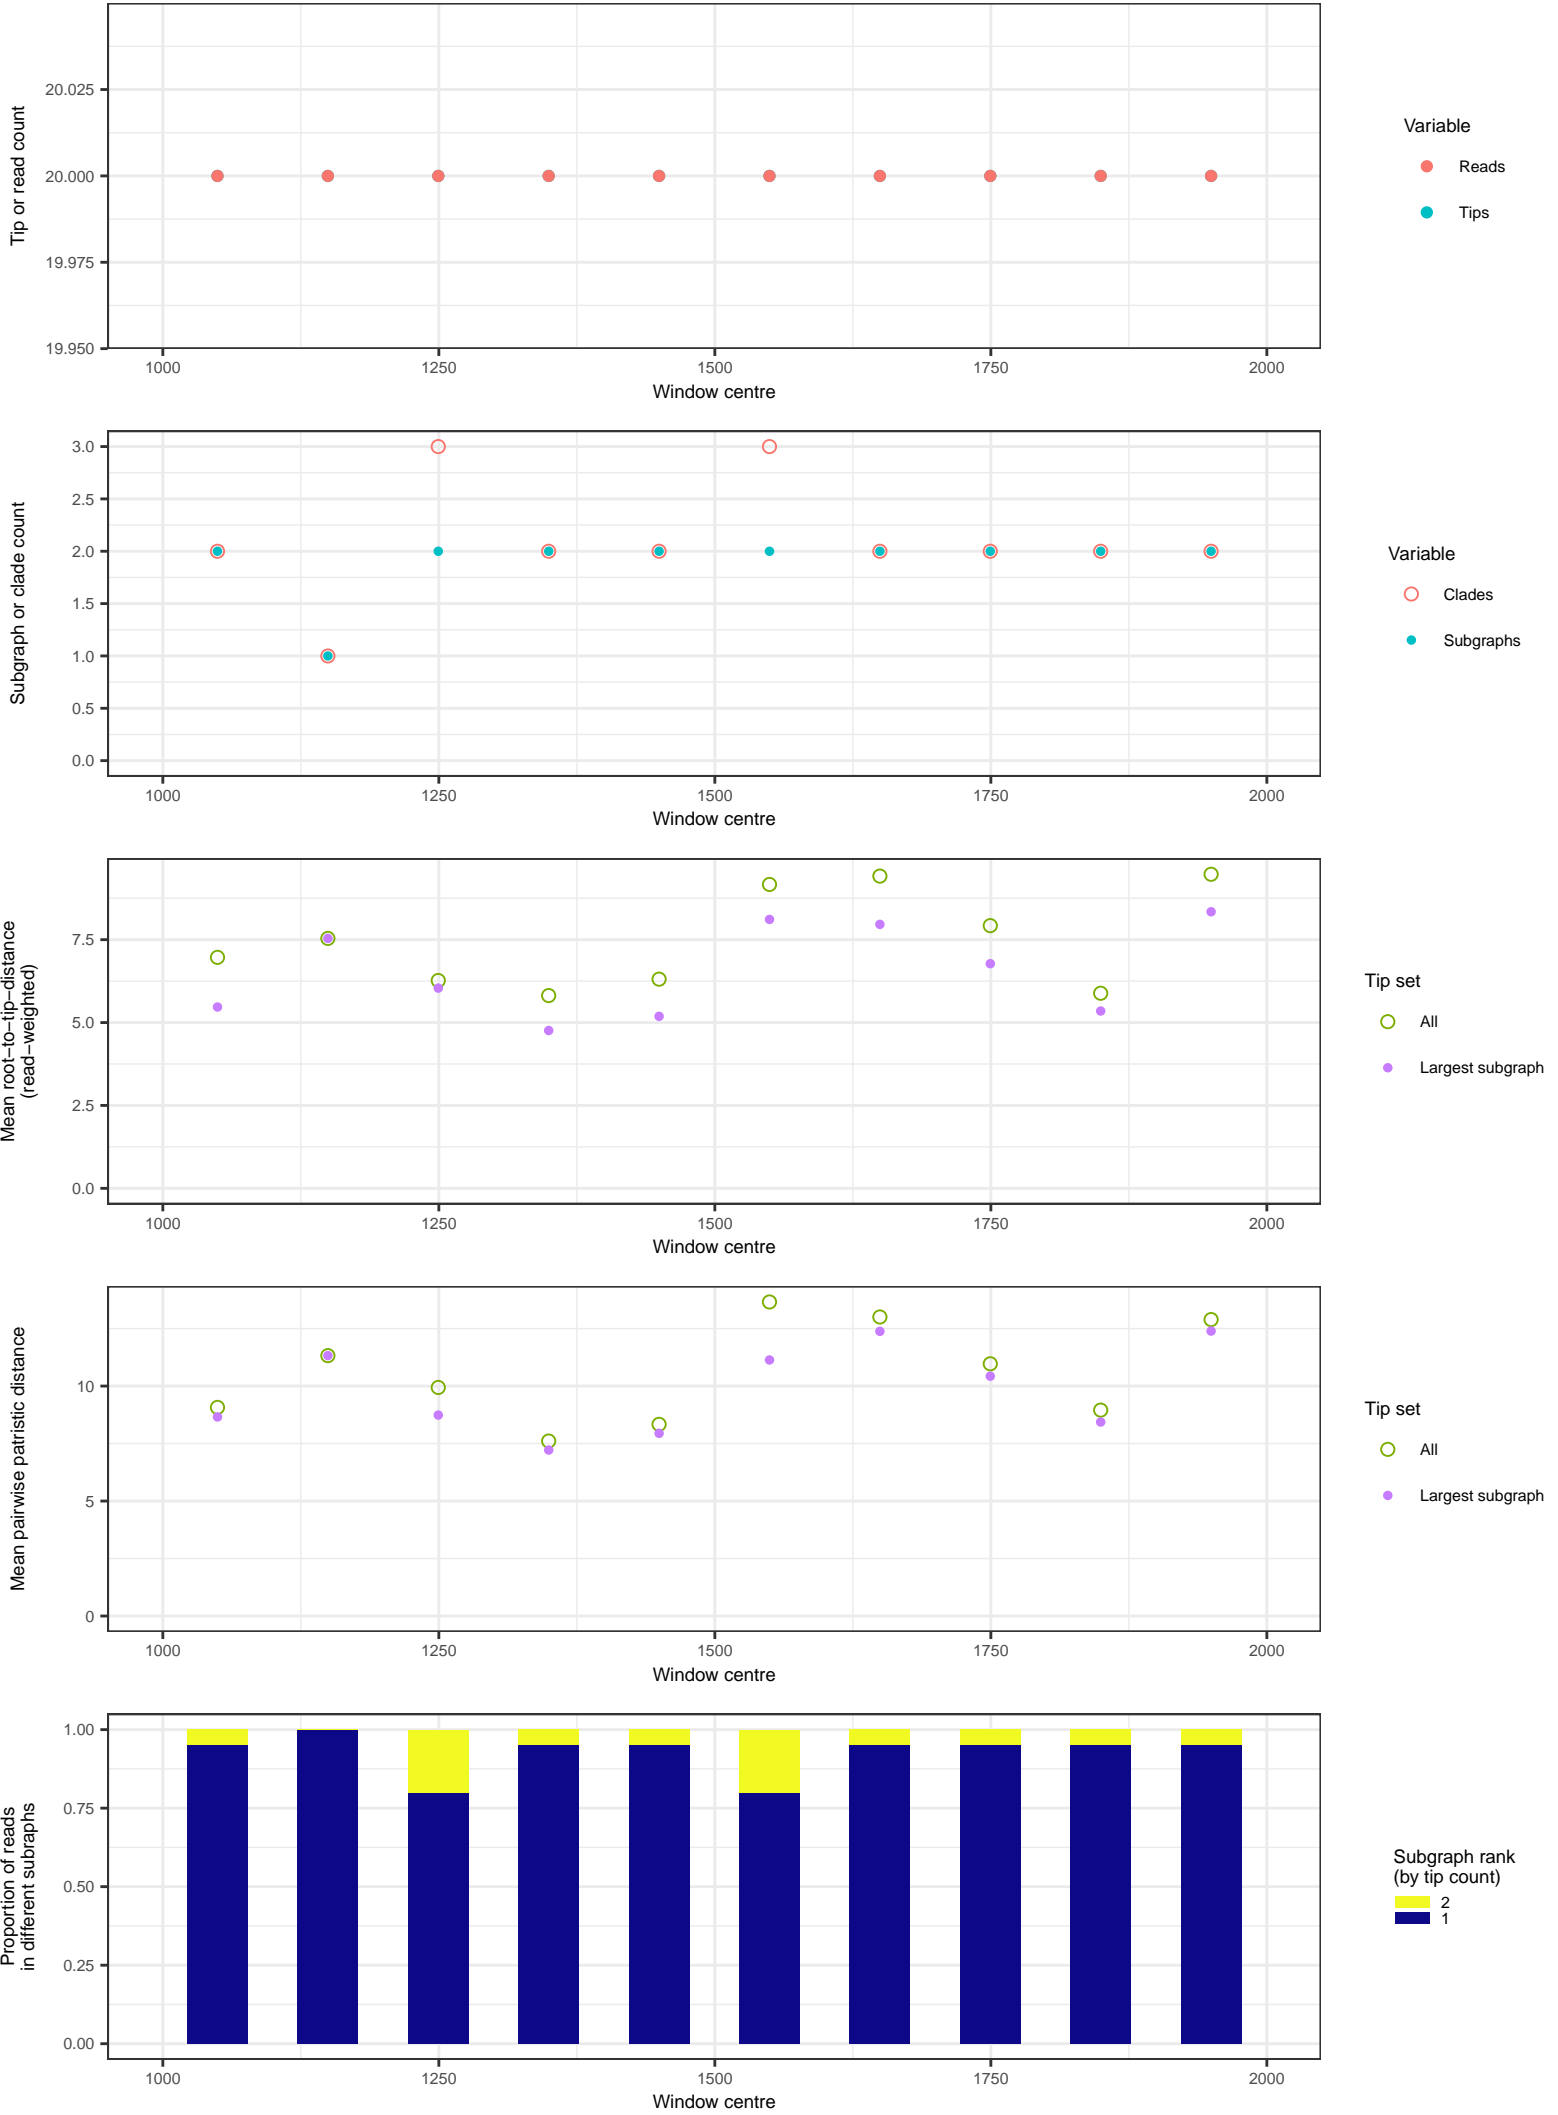 Tip or read count
20.025
20.000
19.975
19.950
1000 1250 1500 1750 2000
Window centre
Variable
Reads
Tips
Subgraph or clade count
3.0
2.5
2.0
1.5
1.0
0.5
0.0
1000 1250 1500 1750 2000
Window centre
Variable
Clades
Subgraphs
Mean root−to−tip−distance
(read−weighted)
7.5
5.0
2.5
0.0
1000 1250 1500 1750 2000
Window centre
Tip set
All
Largest subgraph
Mean pairwise patristic distance
10
5
0
1000 1250 1500 1750 2000
Window centre
Tip set
All
Largest subgraph
Proportion of reads
in different subraphs
1.00
0.75
0.50
0.25
0.00
1000 1250 1500 1750 2000
Window centre
Subgraph rank
(by tip count)
2
1